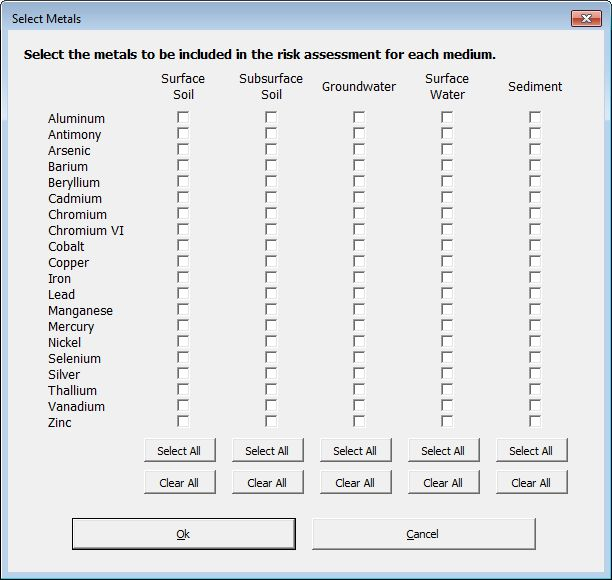 Select Metals
Select the metals to be included in the risk assessment for each medium.
Surface Soil
Subsurface Soil
Groundwater
Surface Water
Sediment
Aluminum
Antimony
Arsenic
Barium
Beryllium
Cadmium
Chromium
Chromium VI
Cobalt
Copper
Iron
Lead
Manganese
Mercury
Nickel
Selenium
Silver
Thallium
Vanadium
Zinc
Select All Select All Select All Select All Select All
Clear All Clear All Clear All Clear All Clear All
Ok Cancel